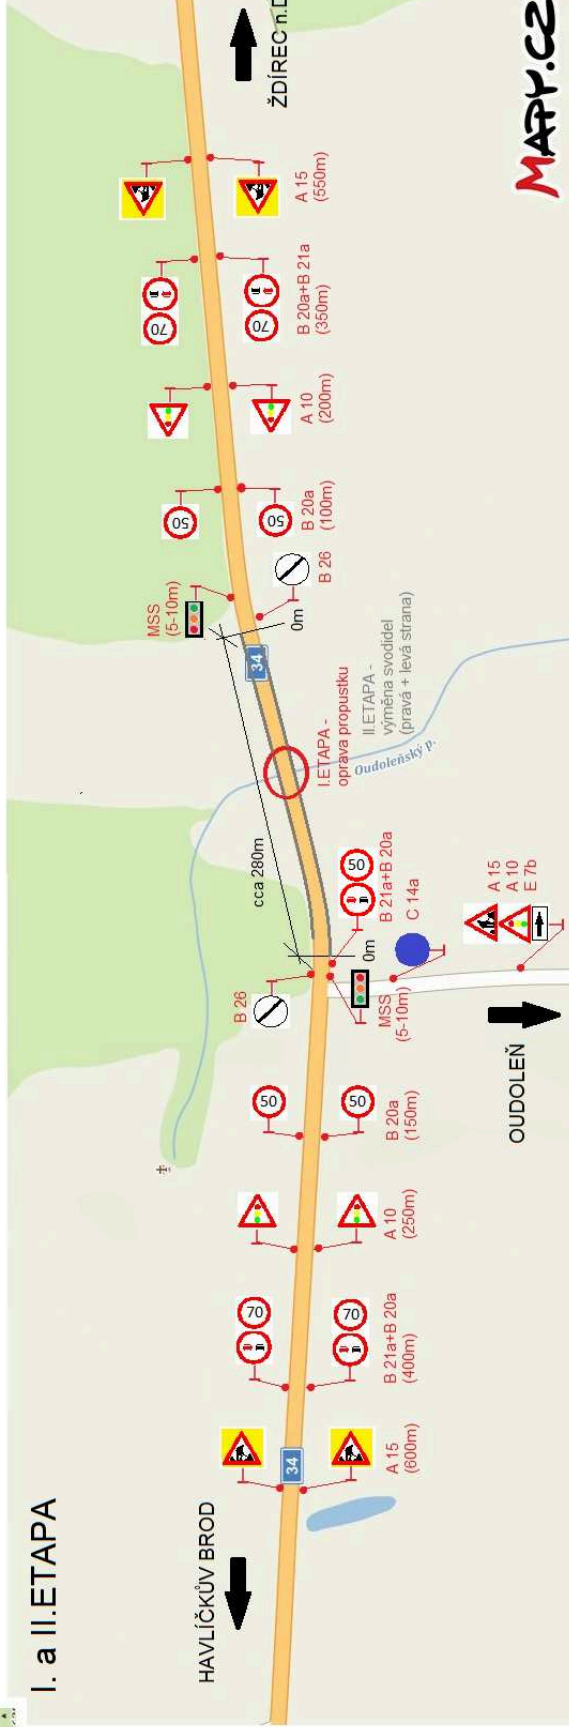 I. a II.ETAPA
HAVLÍČKŮV BROD
34
A 15
(600m)
70
70
B 21a+B 20a
(400m)
A 10
(250m)
50
50
B 20a
(150m)
B 26
MSS
(5-10m)
0m
50
B 21a+B 20a
C 14a
A 15
A 10
E 7b
OUDOLEŇ
cca 280m
I.ETAPA -
oprava propustku
II.ETAPA -
výměna svodidel
(pravá + levá strana)
Oudoleňský p.
34
0m
MSS
(5-10m)
B 26
50
50
B 20a
(100m)
A 10
(200m)
70
70
B 20a+B 21a
(350m)
A 15
(550m)
ŽDÍREC n.D
MAPY.CZ